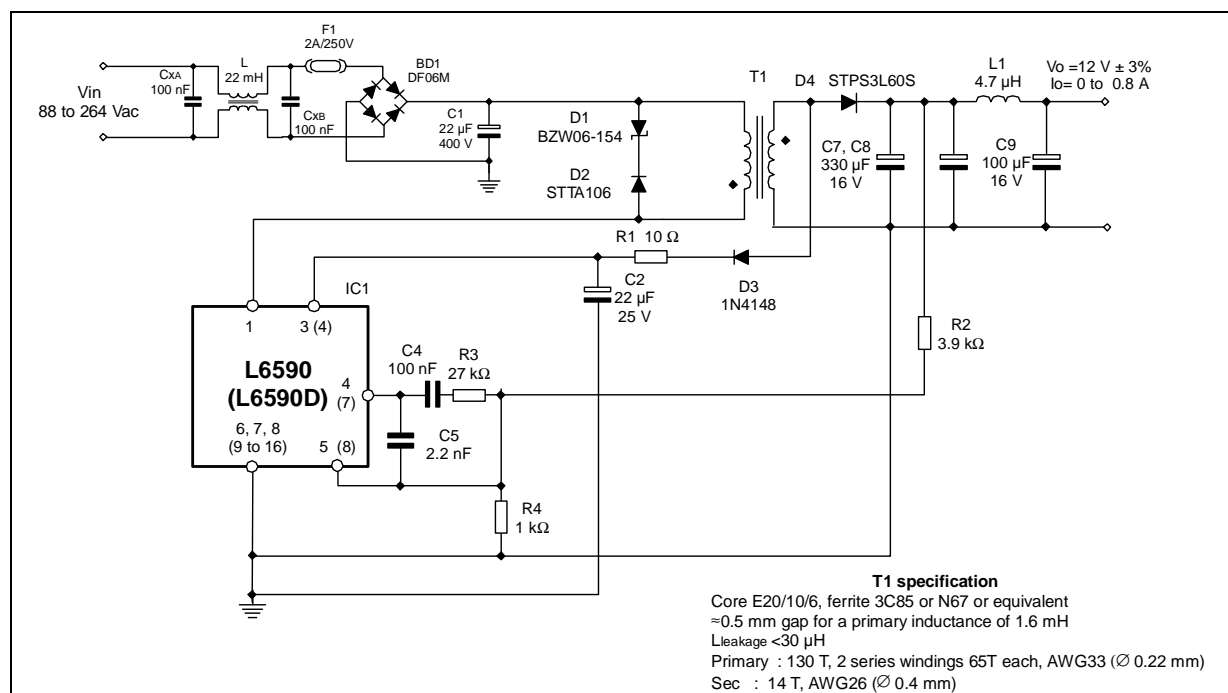 F1
2A/250V
L
22 mH
BD1
DF06M
CxA
100 nF
Vin
88 to 264 Vac
CxB
100 nF
C1
22 µF
400 V
D1
BZW06-154
D2
STTA106
T1
D4 STPS3L60S
L1
4.7 µH
Vo =12 V ± 3%
Io= 0 to 0.8 A
C7, C8
330 µF
16 V
C9
100 µF
16 V
R1 10 Ω
D3
1N4148
C2
22 µF
25 V
R2
3.9 kΩ
IC1
1
3 (4)
L6590
(L6590D)
4
(7)
6, 7, 8
(9 to 16)
5 (8)
C4
100 nF
R3
27 kΩ
C5
2.2 nF
R4
1 kΩ
T1 specification
Core E20/10/6, ferrite 3C85 or N67 or equivalent
≈0.5 mm gap for a primary inductance of 1.6 mH
Lleakage <30 µH
Primary : 130 T, 2 series windings 65T each, AWG33 (∅ 0.22 mm)
Sec : 14 T, AWG26 (∅ 0.4 mm)